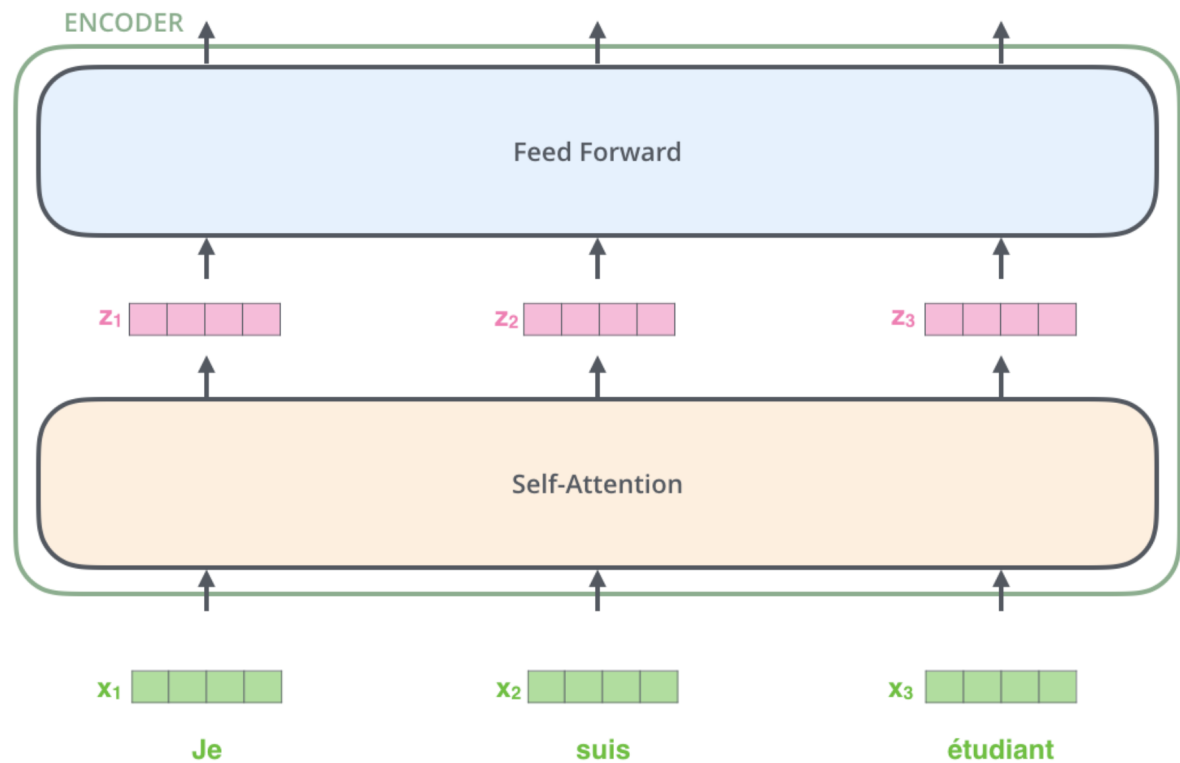 ENCODER
Feed Forward
z1 z2 z3
Self-Attention
x1 x2 x3
Je suis étudiant